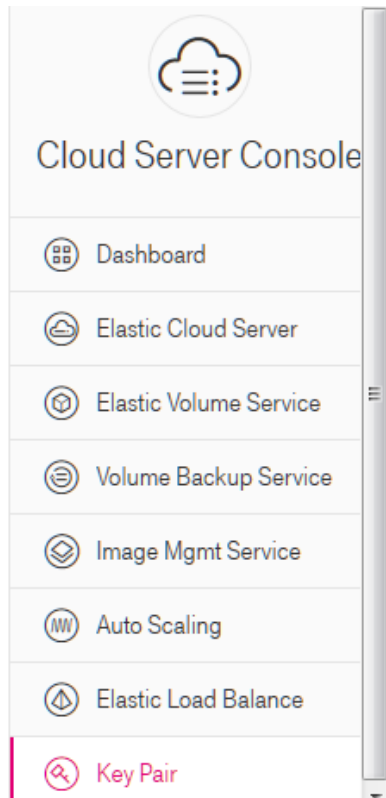 Cloud Server Console
Dashboard
Elastic Cloud Server
Elastic Volume Service
Volume Backup Service
Image Mgmt Service
Auto Scaling
Elastic Load Balance
Key Pair